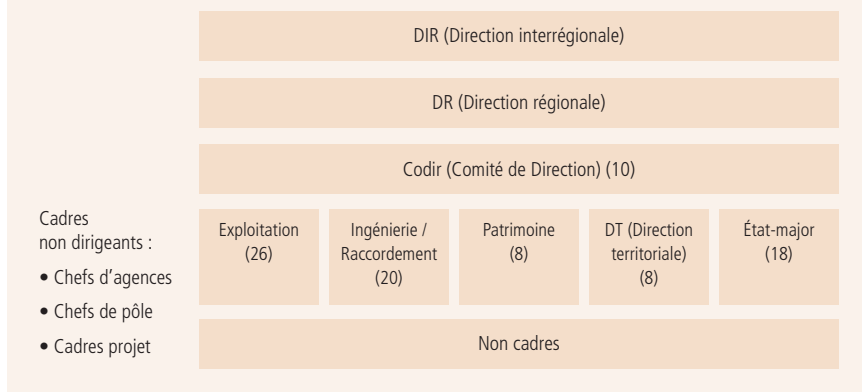 DIR (Direction interrégionale)
DR (Direction régionale)
Codir (Comité de Direction) (10)
Cadres
non dirigeants :
• Chefs d’agences
• Chefs de pôle
• Cadres projet
Exploitation
(26)
Ingénierie /
Raccordement
(20)
Patrimoine
(8)
DT (Direction
territoriale)
(8)
État-major
(18)
Non cadres